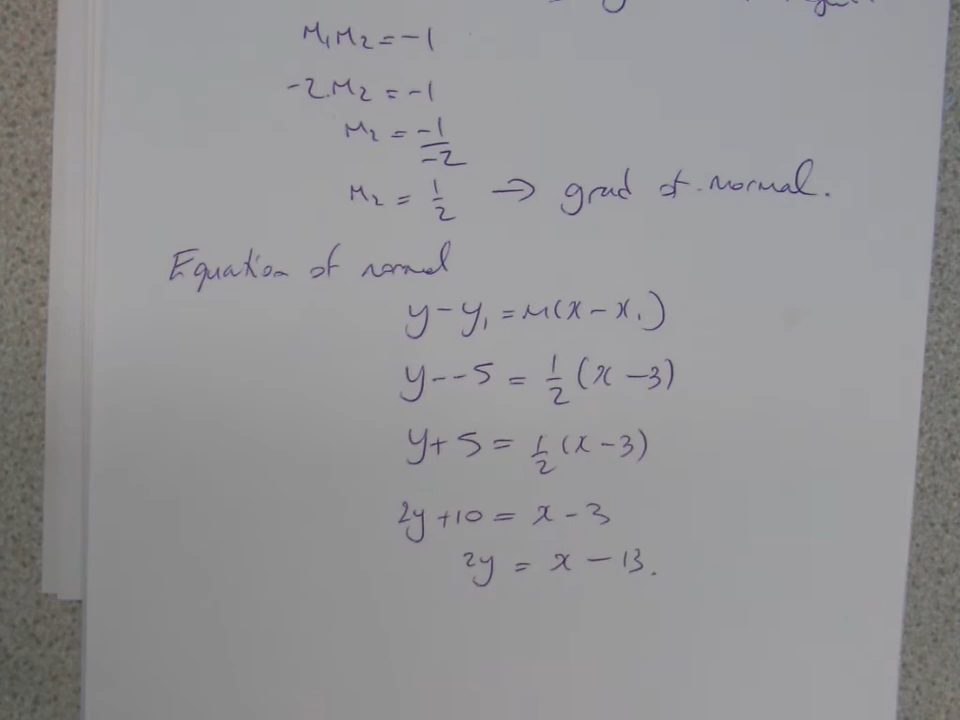 M₁M₂ = -1
-2.M₂ = -1
M₂ = -1/-2
M₂ = 1/2 → grad of normal.
Equation of normal
y - y₁ = m(x - x₁)
y - -5 = 1/2 (x - 3)
y + 5 = 1/2 (x - 3)
2y + 10 = x - 3
2y = x - 13.